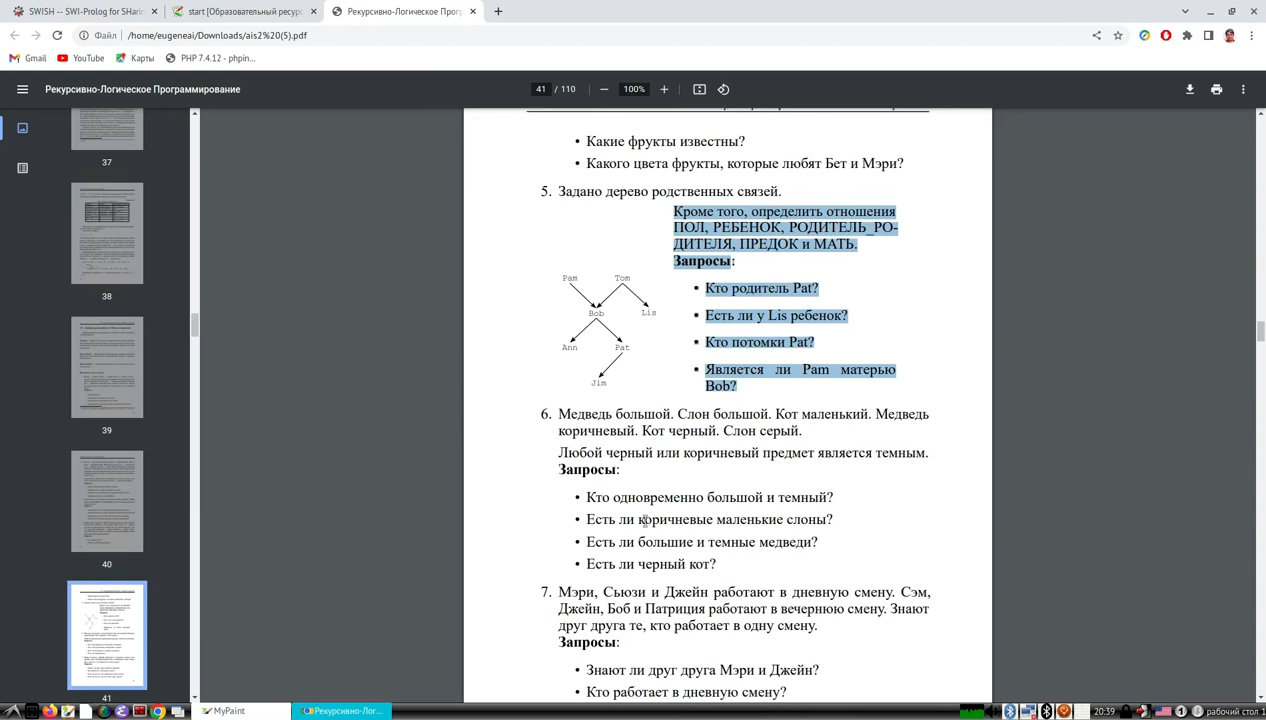 SWISH -- SWI-Prolog for SHarin
start [Образовательный ресурс
Рекурсивно-Логическое Пр
Файл
/home/eugeneai/Downloads/ais2%20(5).pdf
Gmail
YouTube
Карты
PHP 7.4.12 - phpin...
Рекурсивно-Логическое Программирование
41 / 110
100%
37
38
39
40
41
• Какие фрукты известны?
• Какого цвета фрукты, которые любят Бет и Мэри?
5. Задано дерево родственных связей.
Кроме того, определить отношения
ПОЛ, РЕБЕНОК, РОДИТЕЛЬ_РО-
ДИТЕЛЯ, ПРЕДОК и МАТЬ.
Запросы:
Pam
Tom
Bob
Lis
Ann
Pat
Jim
• Кто родитель Pat?
• Есть ли у Lis ребенок?
• Кто потомки Pat?
• Является ли Pam матерью
Bob?
6. Медведь большой. Слон большой. Кот маленький. Медведь
коричневый. Кот черный. Слон серый.
Любой черный или коричневый предмет является темным.
Запросы:
• Кто одновременно большой и темный?
• Есть ли коричневые маленькие слоны?
• Есть ли большие и темные медведи?
• Есть ли черный кот?
7. Мэри, Сьюзи и Джейн работают в дневную смену. Сэм,
Джейн, Боб и Патриция работают в вечернюю смену. Знают
друг друга те, кто работает в одну смену.
Запросы:
• Знают ли друг друга Мэри и Джейн?
• Кто работает в дневную смену?
MyPaint
Рекурсивно-Лог...
20:39
1
рабочий стол 1